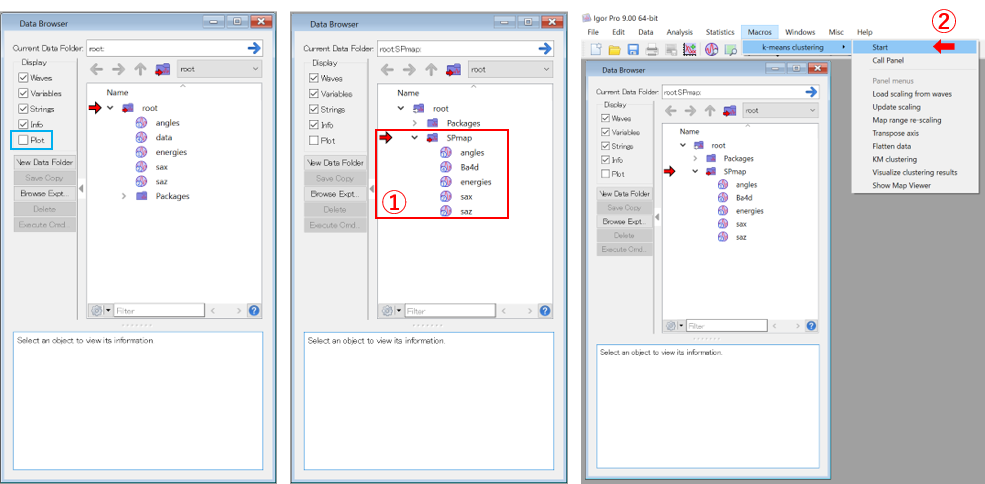 Data Browser
Current Data Folder: root:
Display
Waves
Variables
Strings
Info
Plot
New Data Folder
Save Copy
Browse Expt...
Delete
Execute Cmd...
root
Name
root
angles
data
energies
sax
saz
Packages
Filter
?
Select an object to view its information
Data Browser
Current Data Folder: root:SPmap:
Display
Waves
Variables
Strings
Info
Plot
New Data Folder
Save Copy
Browse Expt...
Delete
Execute Cmd...
root
Name
root
Packages
SPmap
angles
Ba4d
energies
sax
saz
①
Filter
?
Select an object to view its information.
Igor Pro 9.00 64-bit
File Edit Data Analysis Statistics Macros Windows Misc Help
k-means clustering
②
Start
Call Panel
Panel menus
Load scaling from waves
Update scaling
Map range re-scaling
Transpose axis
Flatten data
KM clustering
Visualize clustering results
Show Map Viewer
Data Browser
Current Data Folder: root:SPmap:
Display
Waves
Variables
Strings
Info
Plot
New Data Folder
Save Copy
Browse Expt...
Delete
Execute Cmd...
root
Name
root
Packages
SPmap
angles
Ba4d
energies
sax
saz
Filter
?
Select an object to view its information.